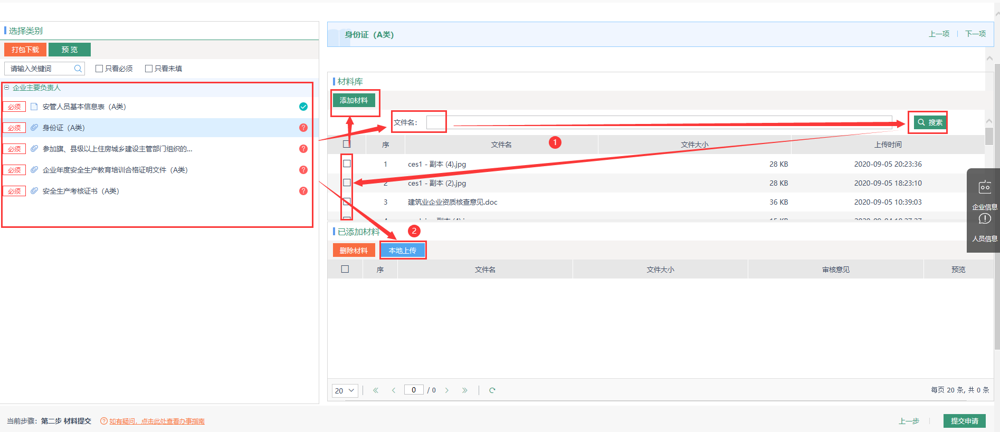 选择类别
打包下载 预 览
请输入关键词 只看必须 只看未填
企业主要负责人
必须 安管人员基本信息表（A类）
必须 身份证（A类）
必须 参加旗、县级以上住房城乡建设主管部门组织的...
必须 企业年度安全生产教育培训合格证明文件（A类）
必须 安全生产考核证书（A类）
身份证（A类） 上一项 下一项
材料库
添加材料
文件名： 搜索
序 文件名 文件大小 上传时间
1
1 ces1 - 副本 (4).jpg 28 KB 2020-09-05 20:23:36
2 ces1 - 副本 (2).jpg 28 KB 2020-09-05 18:23:10
3 建筑业企业资质核查意见.doc 36 KB 2020-09-05 10:39:03
已添加材料 2
删除材料 本地上传
序 文件名 文件大小 审核意见 预览
20 0 / 0 每页 20 条, 共 0 条
企业信息
人员信息
当前步骤：第二步 材料提交 如有疑问，点击此处查看办事指南 上一步 提交申请